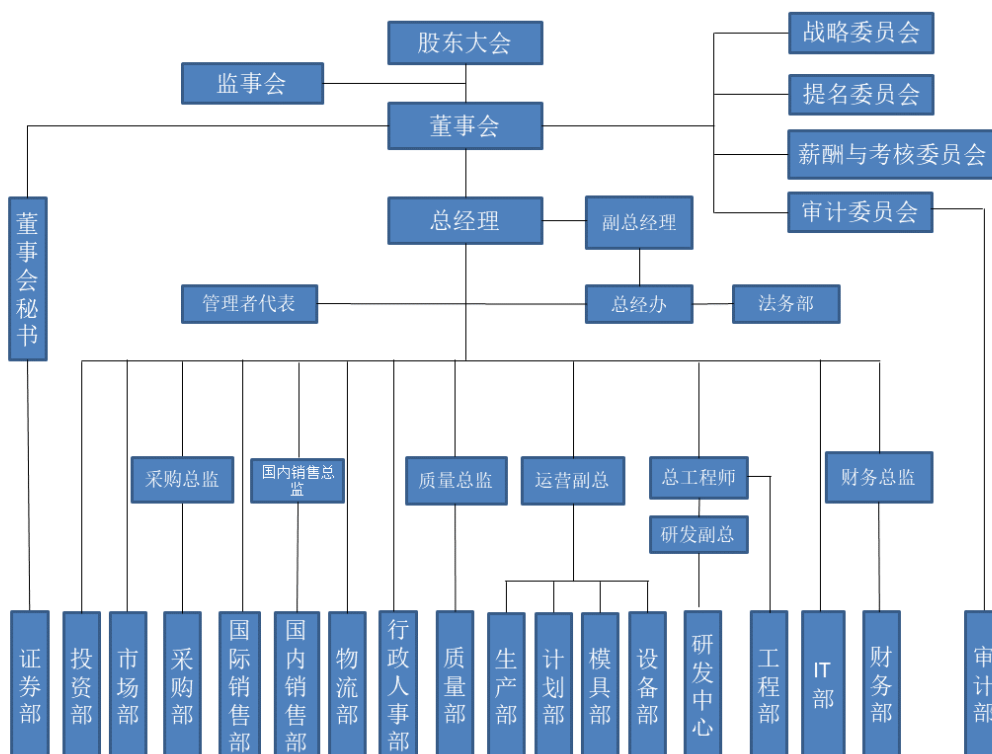 股东大会
战略委员会
监事会
提名委员会
董事会
薪酬与考核委员会
总经理
副总经理
审计委员会
董事会秘书
管理者代表
总经办
法务部
采购总监
国内销售总
监
质量总监
运营副总
总工程师
财务总监
研发副总
证券部
投资部
市场部
采购部
国际销售部
国内销售部
物流部
行政人事部
质量部
生产部
计划部
模具部
设备部
研发中心
工程部
IT部
财务部
审计部